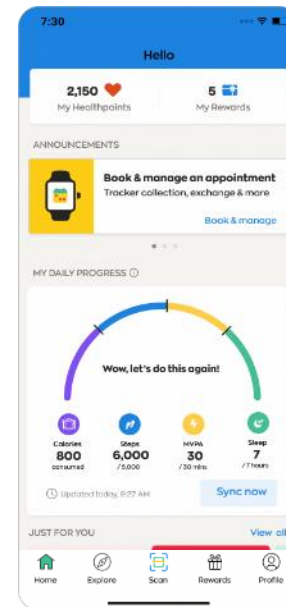 7:30
Hello
2,150
5
My Healthpoints
My Rewards
ANNOUNCEMENTS
Book & manage an appointment
Tracker collection, exchange & more
Book & manage
MY DAILY PROGRESS
Wow, let's do this again!
Calories
Steps
MVPA
Sleep
800
6,000
30
7
consumed
/5,000
/30 mins
/7 hours
Updated today, 9:27 AM
Sync now
JUST FOR YOU
View all
Home
Explore
Scan
Rewards
Profile